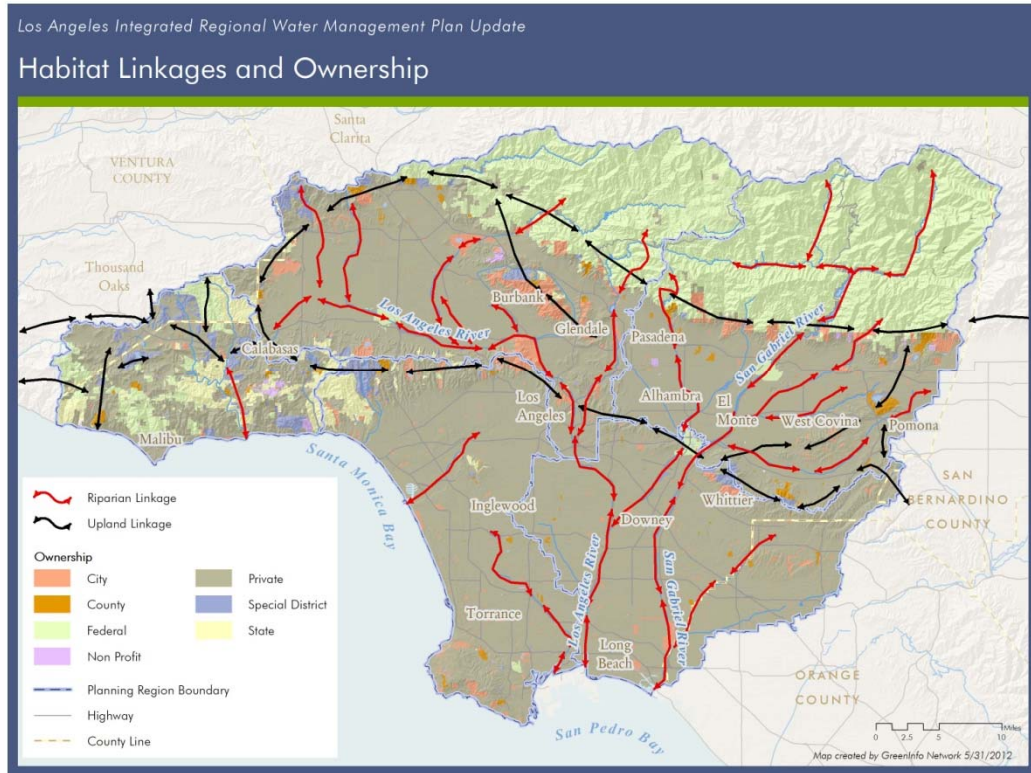 Los Angeles Integrated Regional Water Management Plan Update
Habitat Linkages and Ownership
Santa
Clarita
VENTURA
COUNTY
Thousand
Oaks
Burbank
Los Angeles River
Glendale
Pasadena
San Gabriel River
Calabasas
Los
Angeles
Alhambra
El
Monte
West Covina
Pomona
Malibu
Santa Monica Bay
Inglewood
Whittier
Downey
SAN
BERNARDINO
COUNTY
Torrance
Los Angeles River
San Gabriel River
Long
Beach
ORANGE
COUNTY
San Pedro Bay
Riparian Linkage
Upland Linkage
Ownership
City
County
Federal
Non Profit
Private
Special District
State
Planning Region Boundary
Highway
County Line
Miles
0 2.5 5 10
Map created by GreenInfo Network 5/31/2012